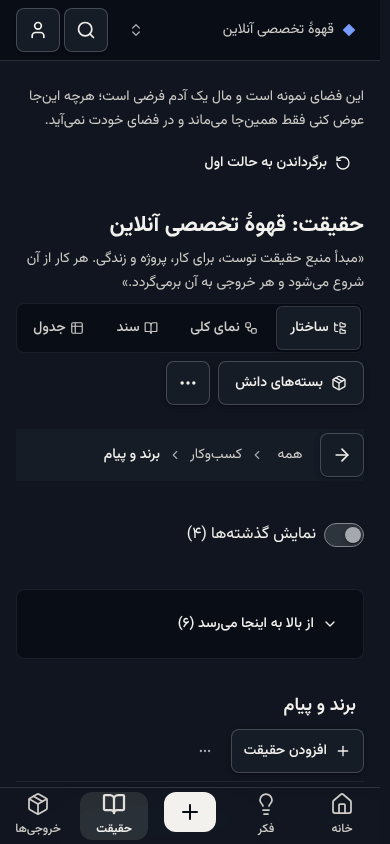 قهوهٔ تخصصی آنلاین
این فضای نمونه است و مال یک آدم فرضی است؛ هرچه این‌جا
عوض کنی فقط همین‌جا می‌ماند و در فضای خودت نمی‌آید.
برگرداندن به حالت اول
حقیقت: قهوهٔ تخصصی آنلاین
«مبدأ منبع حقیقت توست، برای کار، پروژه و زندگی. هر کار از آن
شروع می‌شود و هر خروجی به آن برمی‌گردد.»
ساختار نمای کلی سند جدول
بسته‌های دانش ...
همه کسب‌وکار برند و پیام
نمایش گذشته‌ها (۴)
از بالا به اینجا می‌رسد (۶)
برند و پیام
+ افزودن حقیقت ...
خانه فکر + حقیقت خروجی‌ها